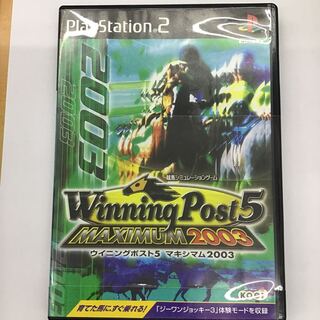 PlayStation 2
2003
競馬シミュレーションゲーム
Winning Post 5
MAXIMUM 2003
ウイニングポスト5 マキシマム2003
育てた馬にすぐ乗れる!
「ジーワンジョッキー3」体験モードを収録
KOEI